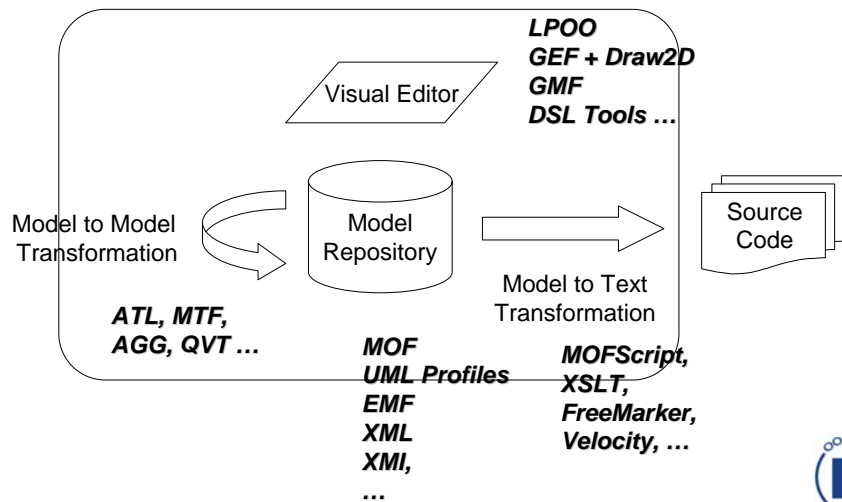 LPOO
GEF + Draw2D
GMF
DSL Tools …
Visual Editor
Model to Model
Transformation
Model
Repository
Source
Code
Model to Text
Transformation
ATL, MTF,
AGG, QVT …
MOF
UML Profiles
EMF
XML
XMI,
…
MOFScript,
XSLT,
FreeMarker,
Velocity, …